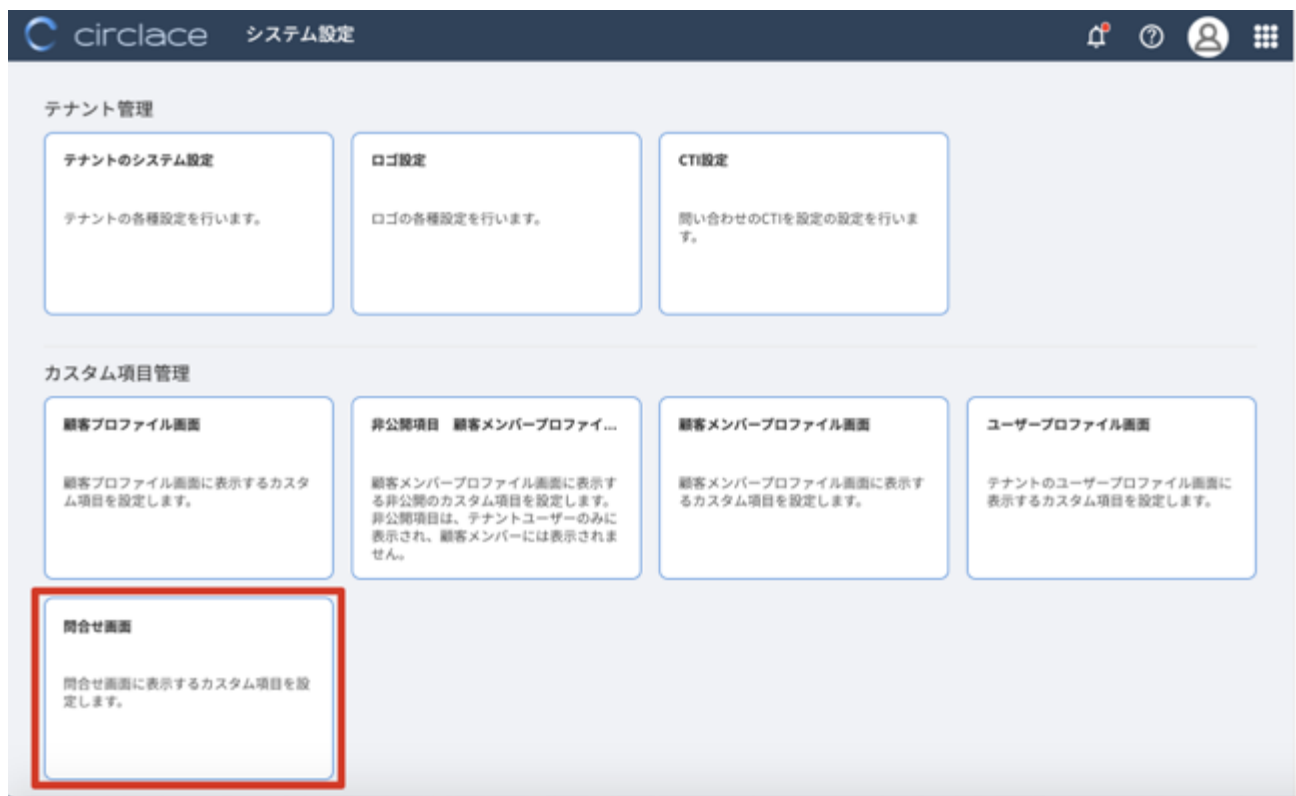 circlace システム設定
テナント管理
テナントのシステム設定
テナントの各種設定を行います。
ロゴ設定
ロゴの各種設定を行います。
CTI設定
問い合わせのCTIを設定の設定を行いま
す。
カスタム項目管理
顧客プロファイル画面
顧客プロファイル画面に表示するカスタ
ム項目を設定します。
非公開項目 顧客メンバープロファイ...
顧客メンバープロファイル画面に表示す
る非公開のカスタム項目を設定します。
非公開項目は、テナントユーザーのみに
表示され、顧客メンバーには表示されま
せん。
顧客メンバープロファイル画面
顧客メンバープロファイル画面に表示す
るカスタム項目を設定します。
ユーザープロファイル画面
テナントのユーザープロファイル画面に
表示するカスタム項目を設定します。
問合せ画面
問合せ画面に表示するカスタム項目を設
定します。